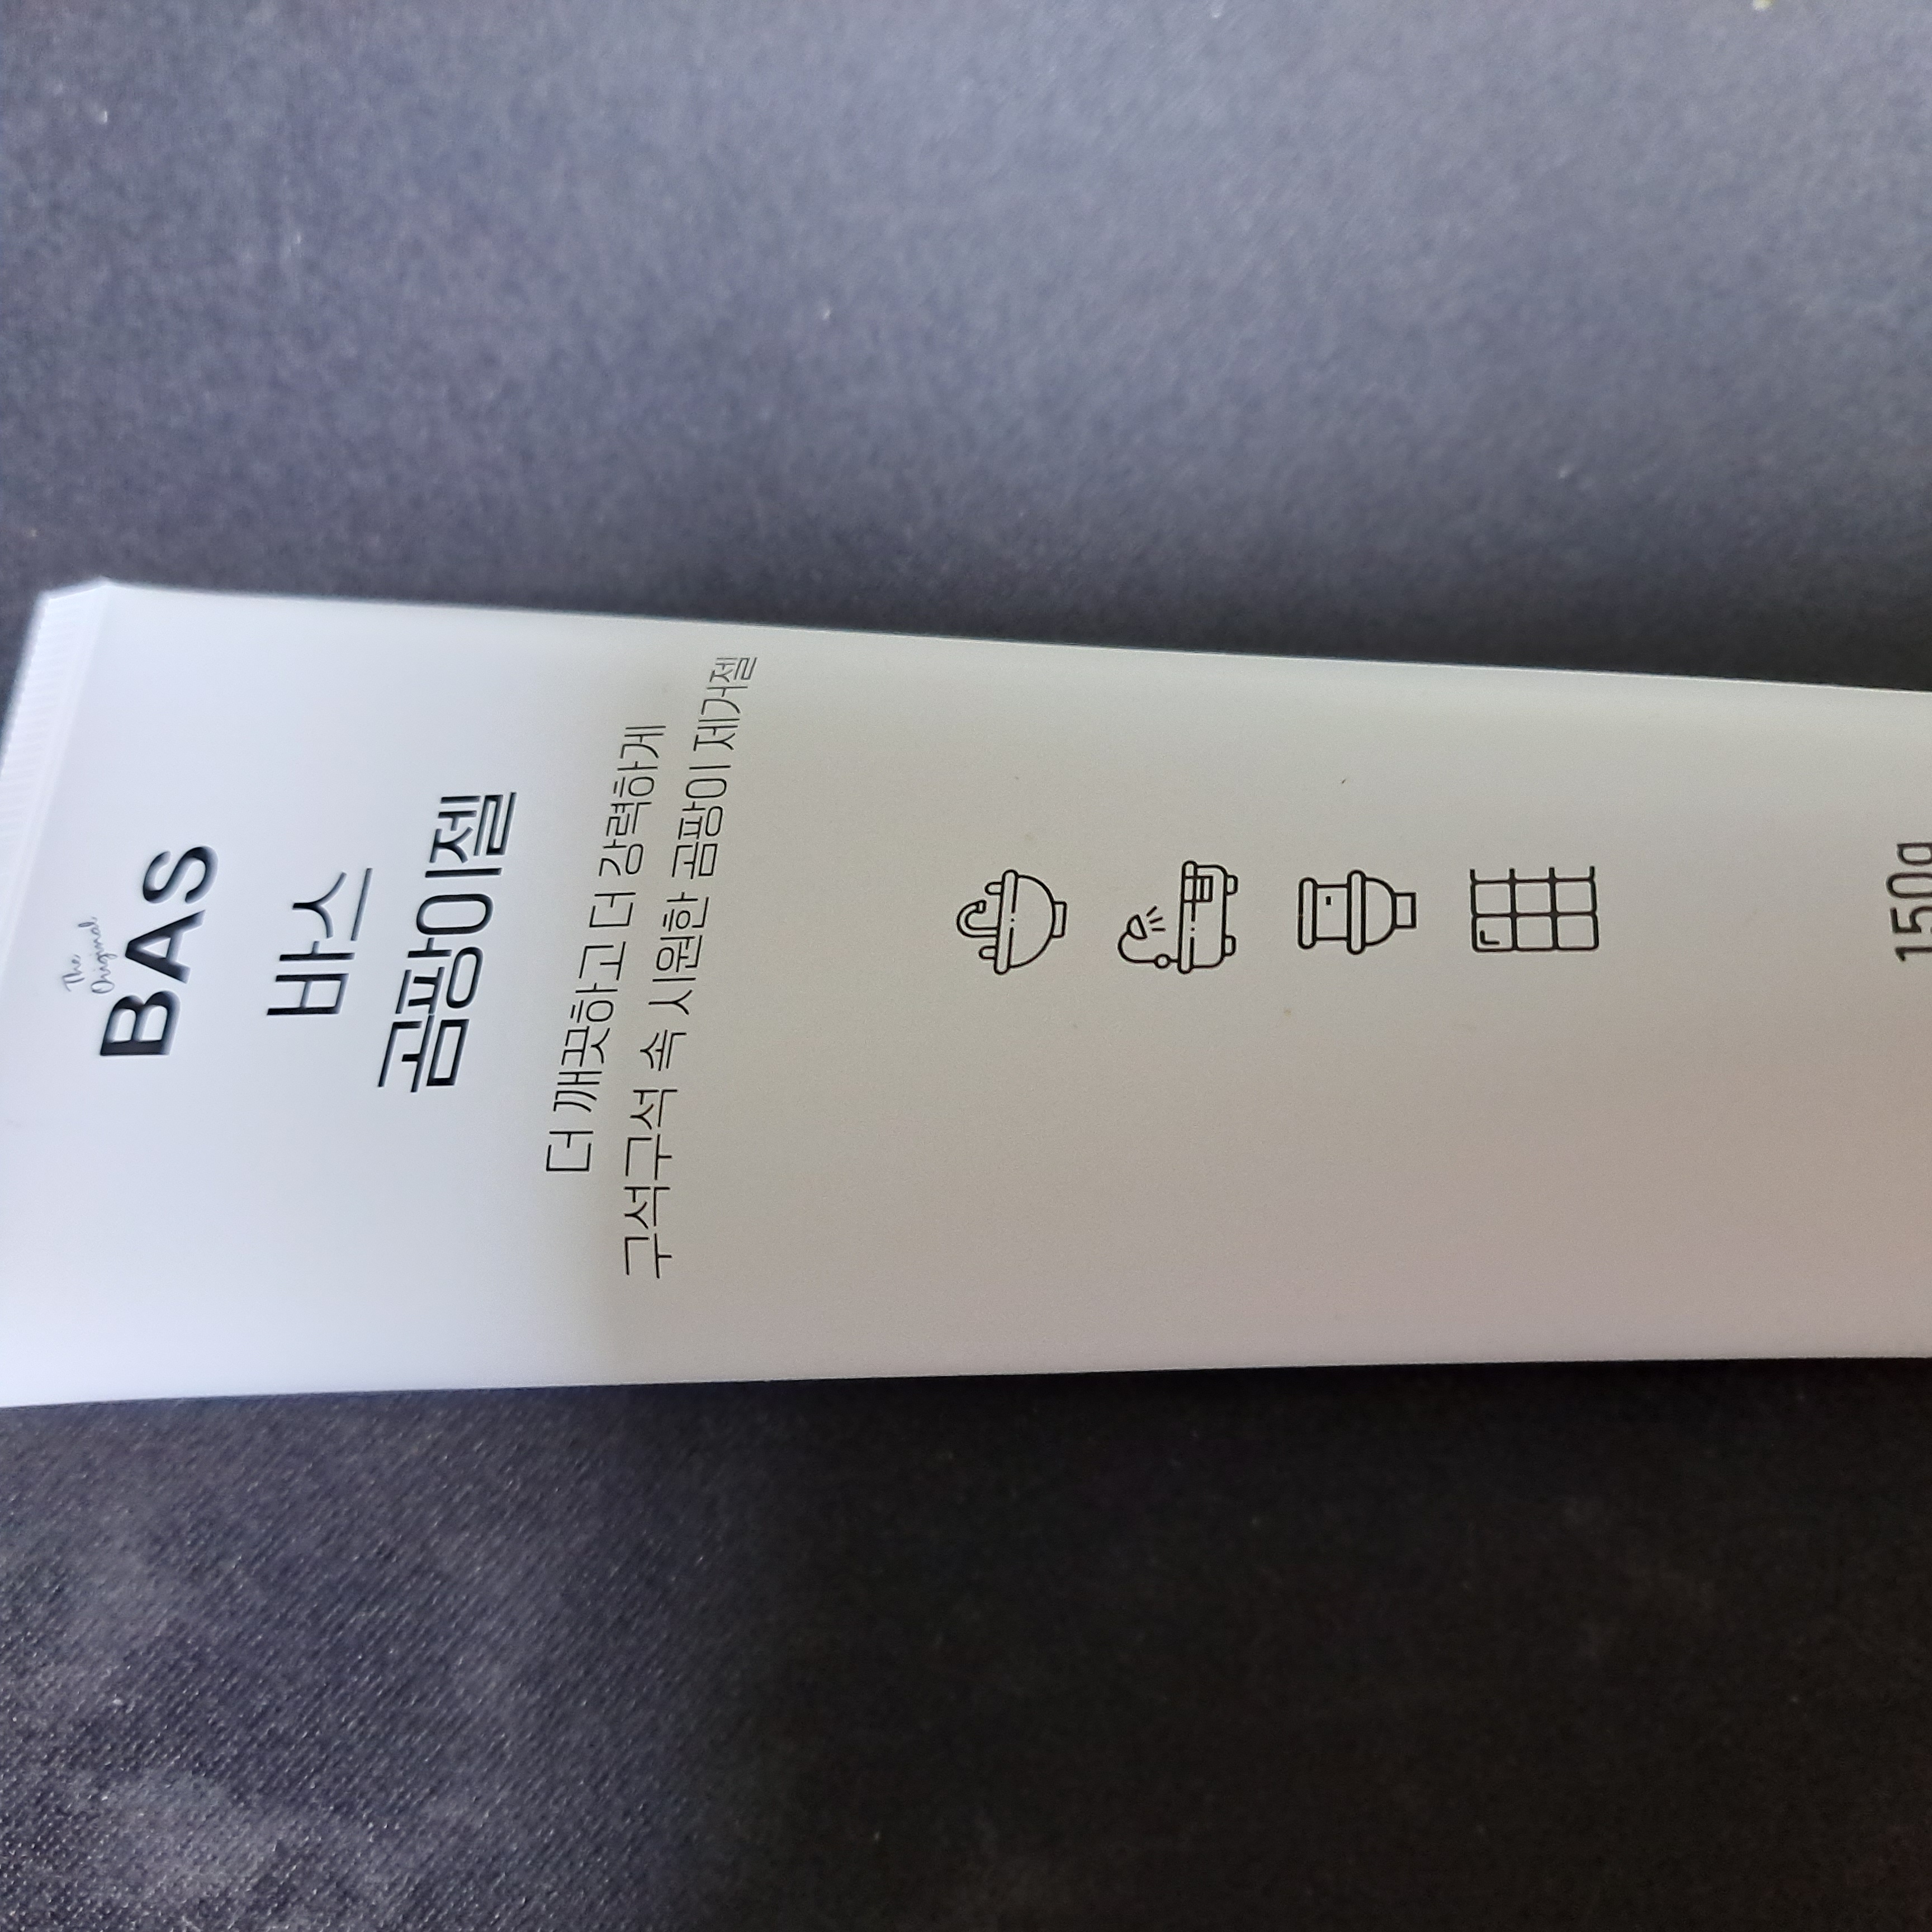 The
Original
BAS
바스
곰팡이젤
더 깨끗하고 더 강력하게
구석구석 속 시원한 곰팡이 제거젤
150g